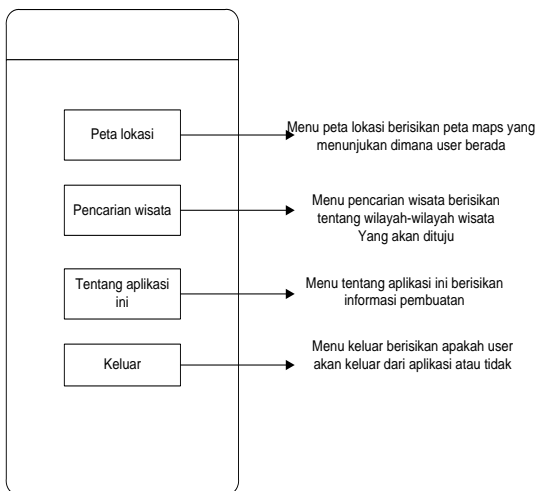 Peta lokasi
Menu peta lokasi berisikan peta maps yang
menunjukan dimana user berada
Pencarian wisata
Menu pencarian wisata berisikan
tentang wilayah-wilayah wisata
Yang akan dituju
Tentang aplikasi
ini
Menu tentang aplikasi ini berisikan
informasi pembuatan
Keluar
Menu keluar berisikan apakah user
akan keluar dari aplikasi atau tidak